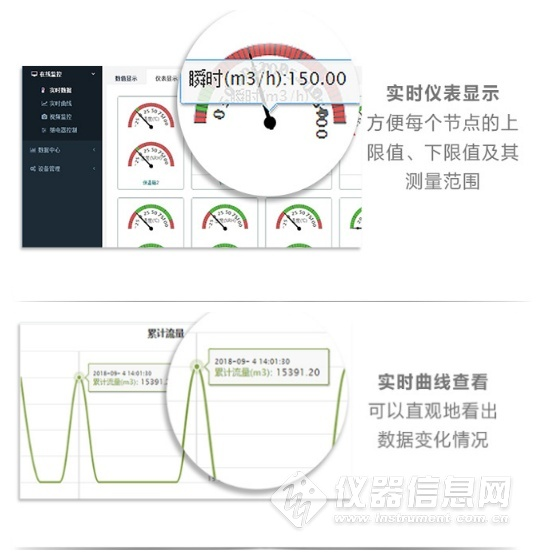 在线监控
实时数据
实时曲线
视频监控
继电器控制
数据中心
设备管理
数值显示
仪表显示
瞬时(m3/h):150.00
实时仪表显示
方便每个节点的上
限值、下限值及其
测量范围
累计流量
2018-09- 4 14:01:30
累计流量(m3): 15391.
2018-09- 4 14:01:30
累计流量(m3): 15391.20
实时曲线查看
可以直观地看出
数据变化情况
仪器信息网
www.instrument.com.cn